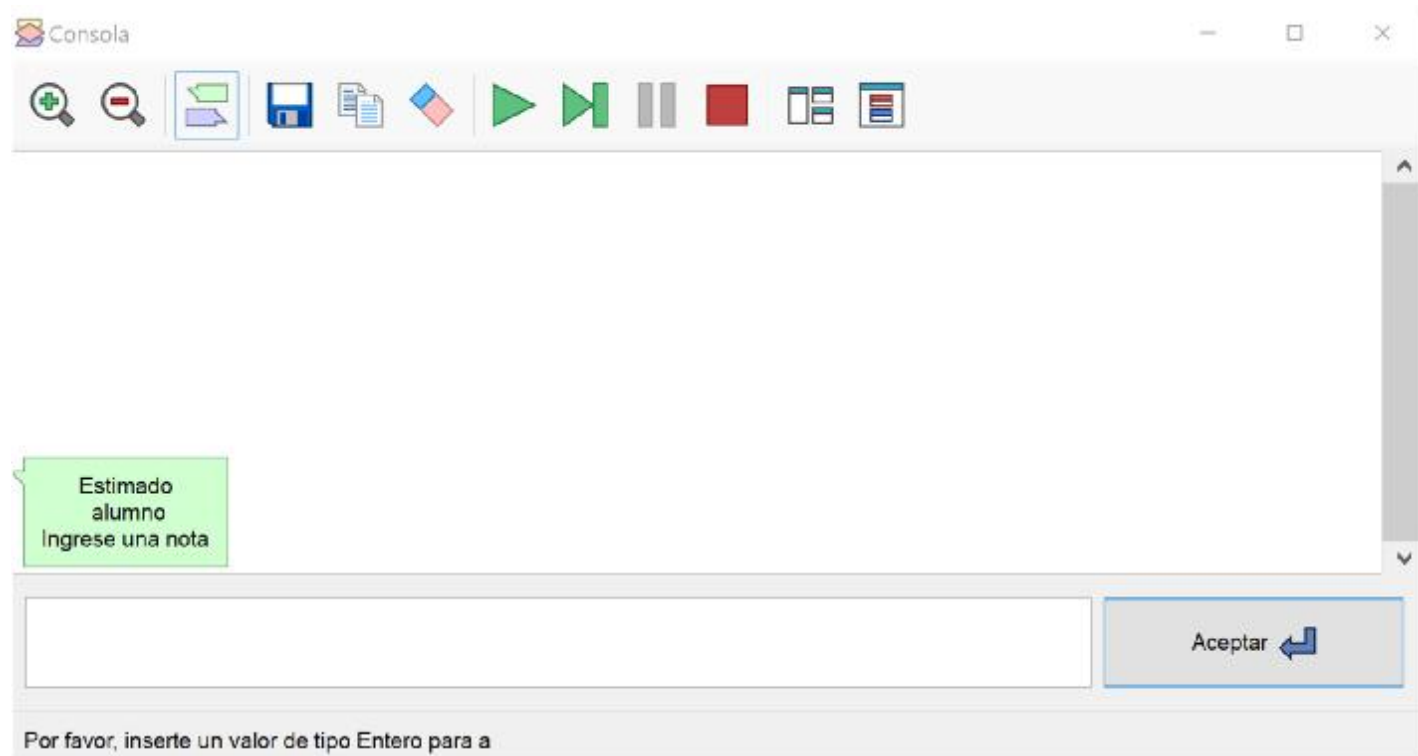 Consola
Estimado
alumno
Ingrese una nota
Aceptar
Por favor, inserte un valor de tipo Entero para a